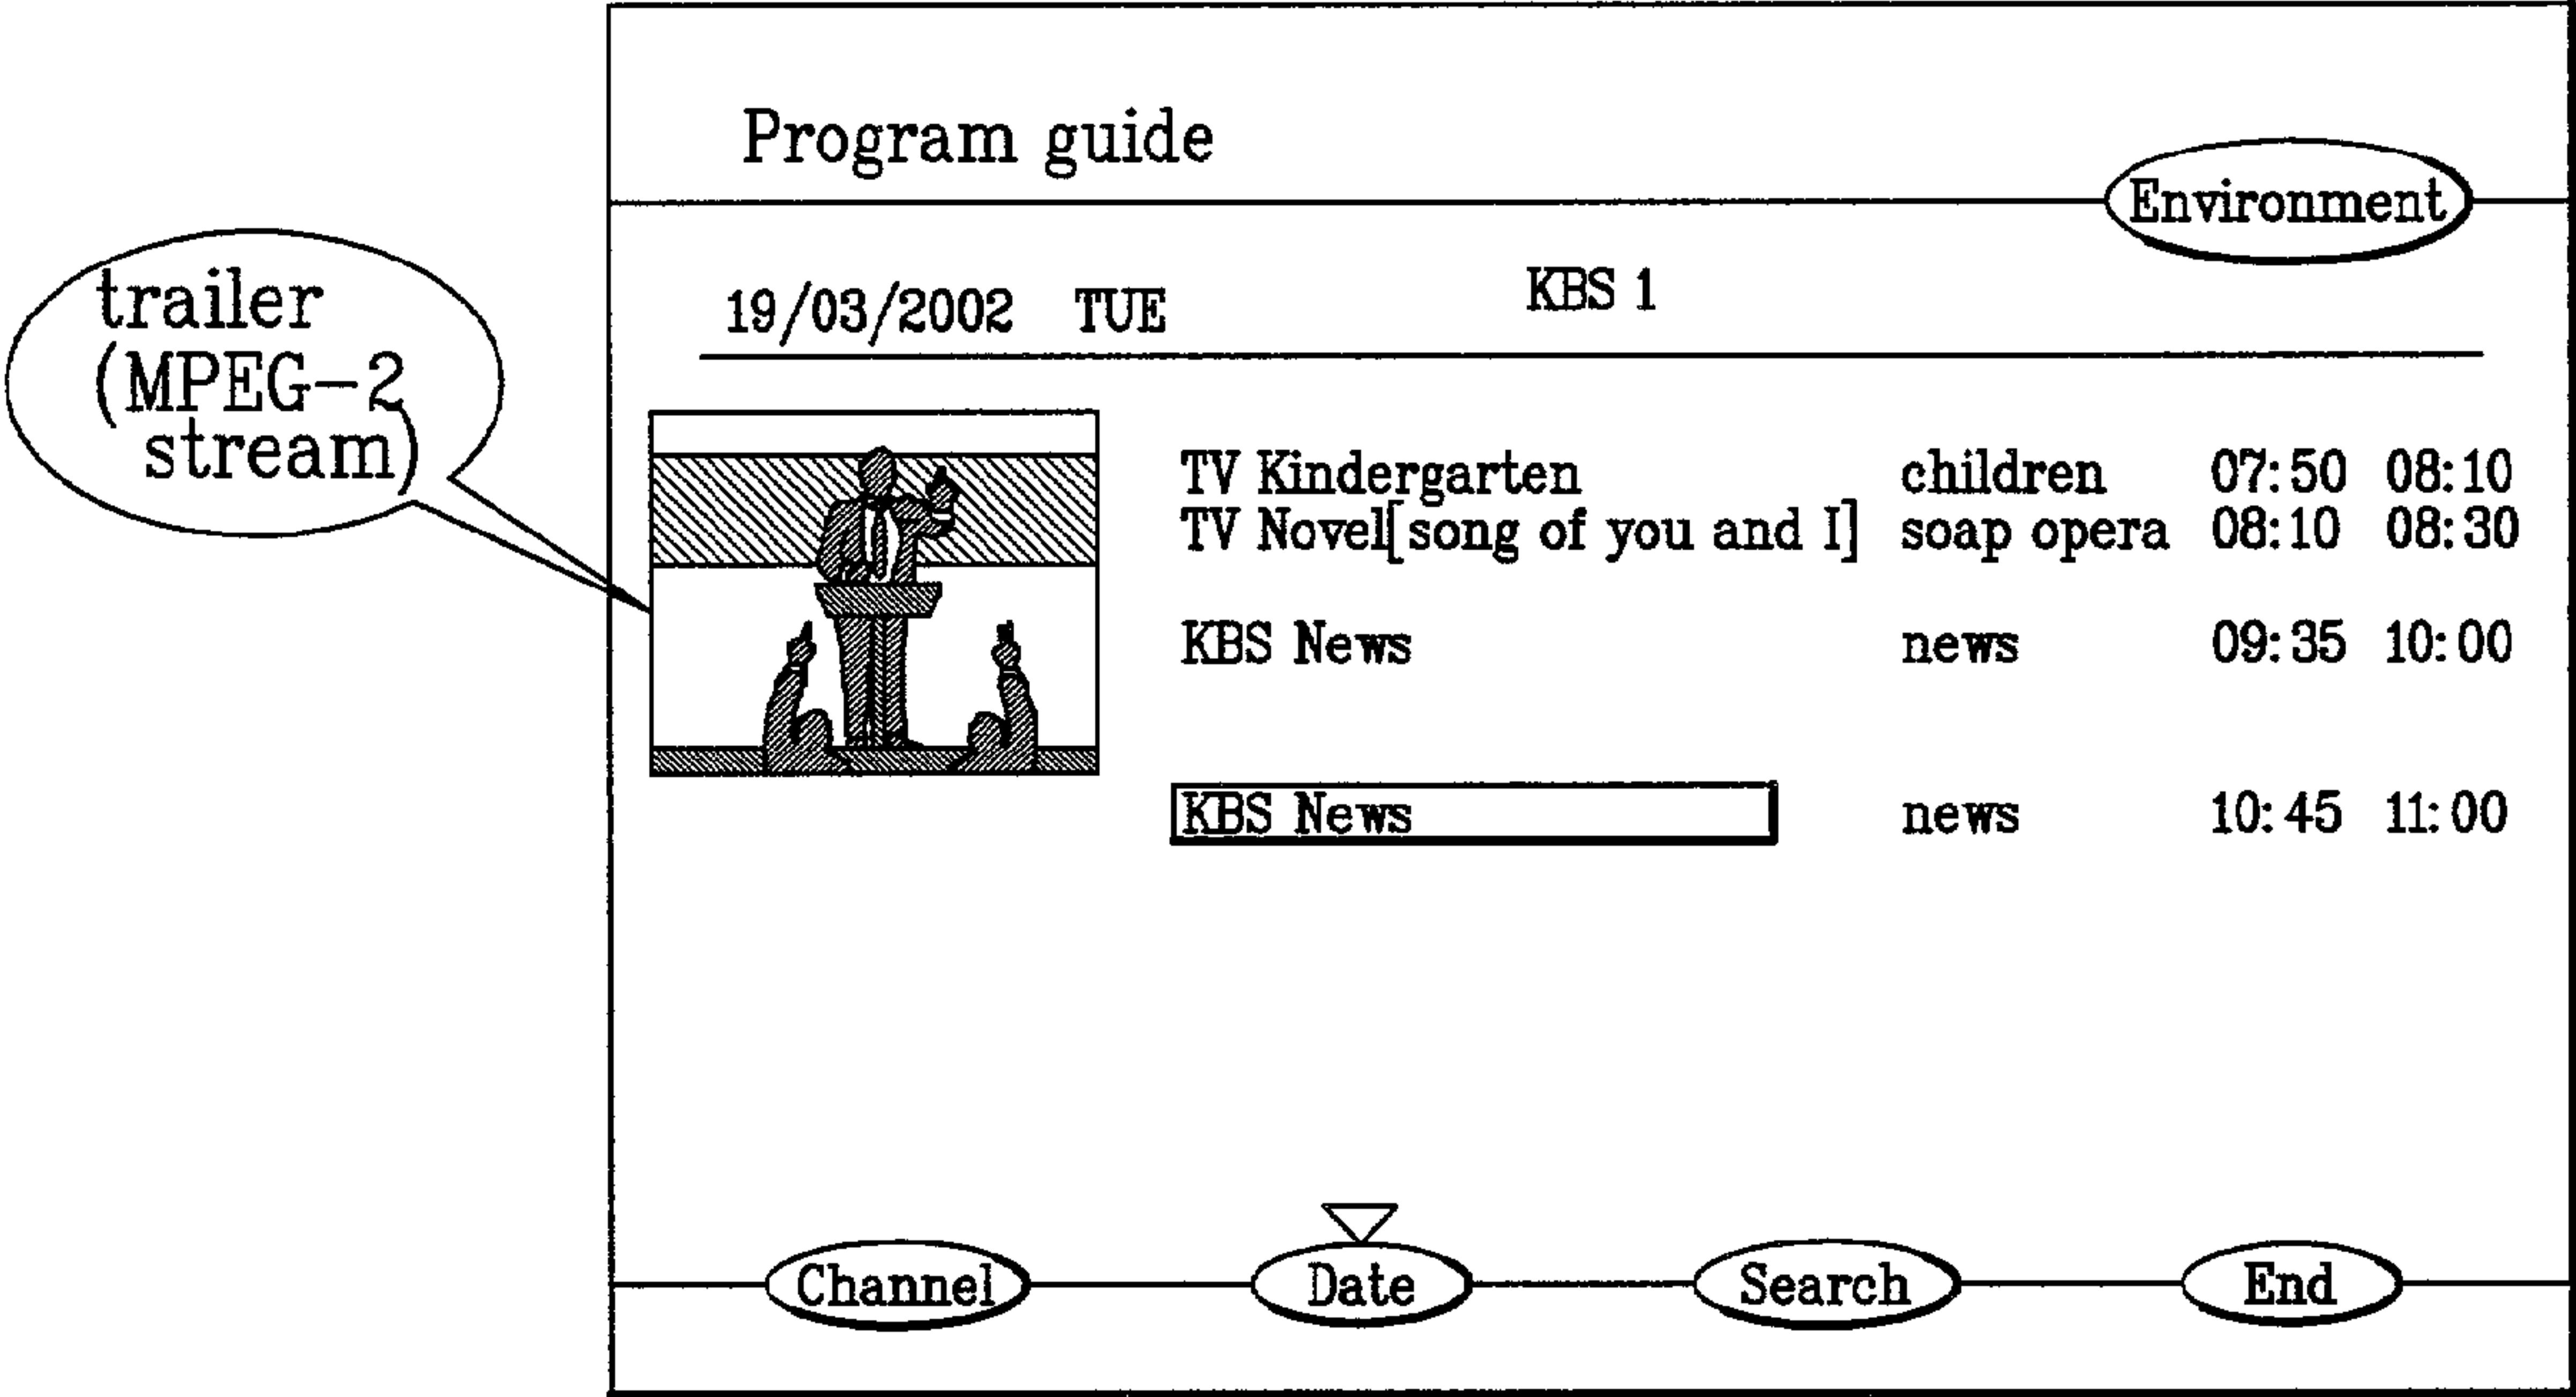 Program guide
Environment
trailer
(MPEG-2
stream)
19/03/2002 TUE KBS 1
TV Kindergarten children 07:50 08:10
TV Novel[song of you and I] soap opera 08:10 08:30
KBS News news 09:35 10:00
KBS News news 10:45 11:00
Channel Date Search End